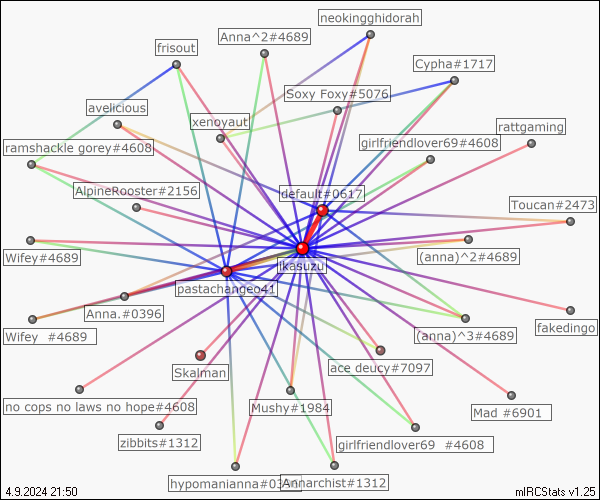 neokingghidorah
Anna^2#4689
frisout
Cypha#1717
Soxy Foxy#5076
avelicious
xenoyaut
rattgaming
ramshackle gorey#4608
girlfriendlover69#4608
AlpineRooster#2156
default#0617
Toucan#2473
Wifey#4689
(anna)^2#4689
ikasuzu
pastachangeo41
Anna.#0396
fakedingo
Wifey  #4689
(anna)^3#4689
Skalman
ace deucy#7097
no cops no laws no hope#4608
Mushy#1984
Mad #6901
zibbits#1312
girlfriendlover69  #4608
hypomanianna#0
Annarchist#1312
4.9.2024 21:50
mIRCStats v1.25